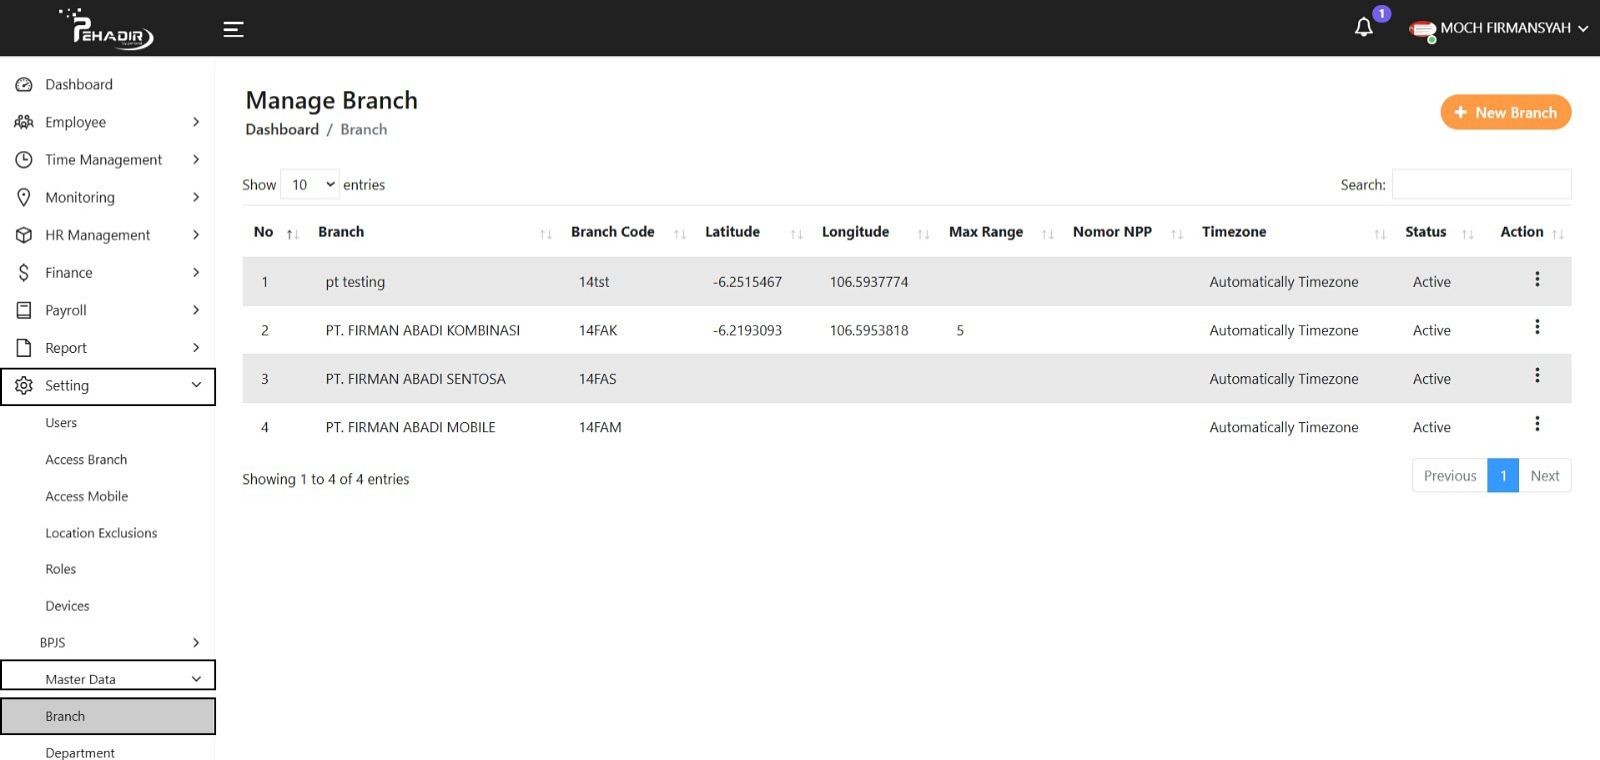 PEHADIR
1
MOCH FIRMANSYAH
Dashboard
Employee
Time Management
Monitoring
HR Management
Finance
Payroll
Report
Setting
Users
Access Branch
Access Mobile
Location Exclusions
Roles
Devices
BPJS
Master Data
Branch
Department
Manage Branch
Dashboard / Branch
+ New Branch
Show 10 entries
Search:
No Branch Branch Code Latitude Longitude Max Range Nomor NPP Timezone Status Action
1 pt testing 14tst -6.2515467 106.5937774 Automatically Timezone Active
2 PT. FIRMAN ABADI KOMBINASI 14FAK -6.2193093 106.5953818 5 Automatically Timezone Active
3 PT. FIRMAN ABADI SENTOSA 14FAS Automatically Timezone Active
4 PT. FIRMAN ABADI MOBILE 14FAM Automatically Timezone Active
Showing 1 to 4 of 4 entries
Previous 1 Next